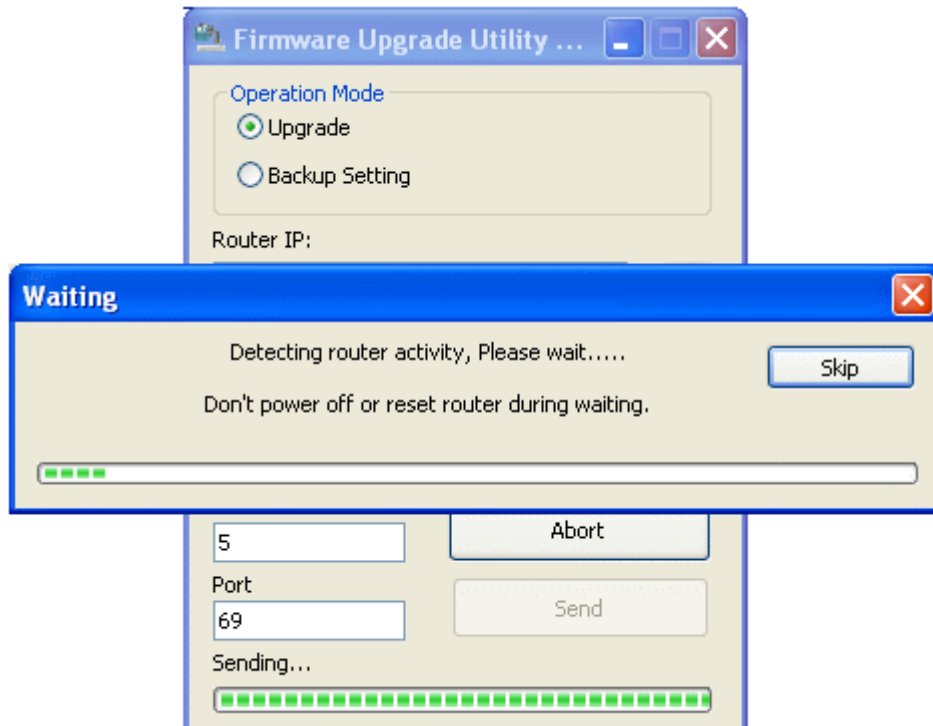 Firmware Upgrade Utility ...
Operation Mode
Upgrade
Backup Setting
Router IP:
Waiting
Detecting router activity, Please wait.....
Skip
Don't power off or reset router during waiting.
5
Abort
Port
69
Send
Sending...